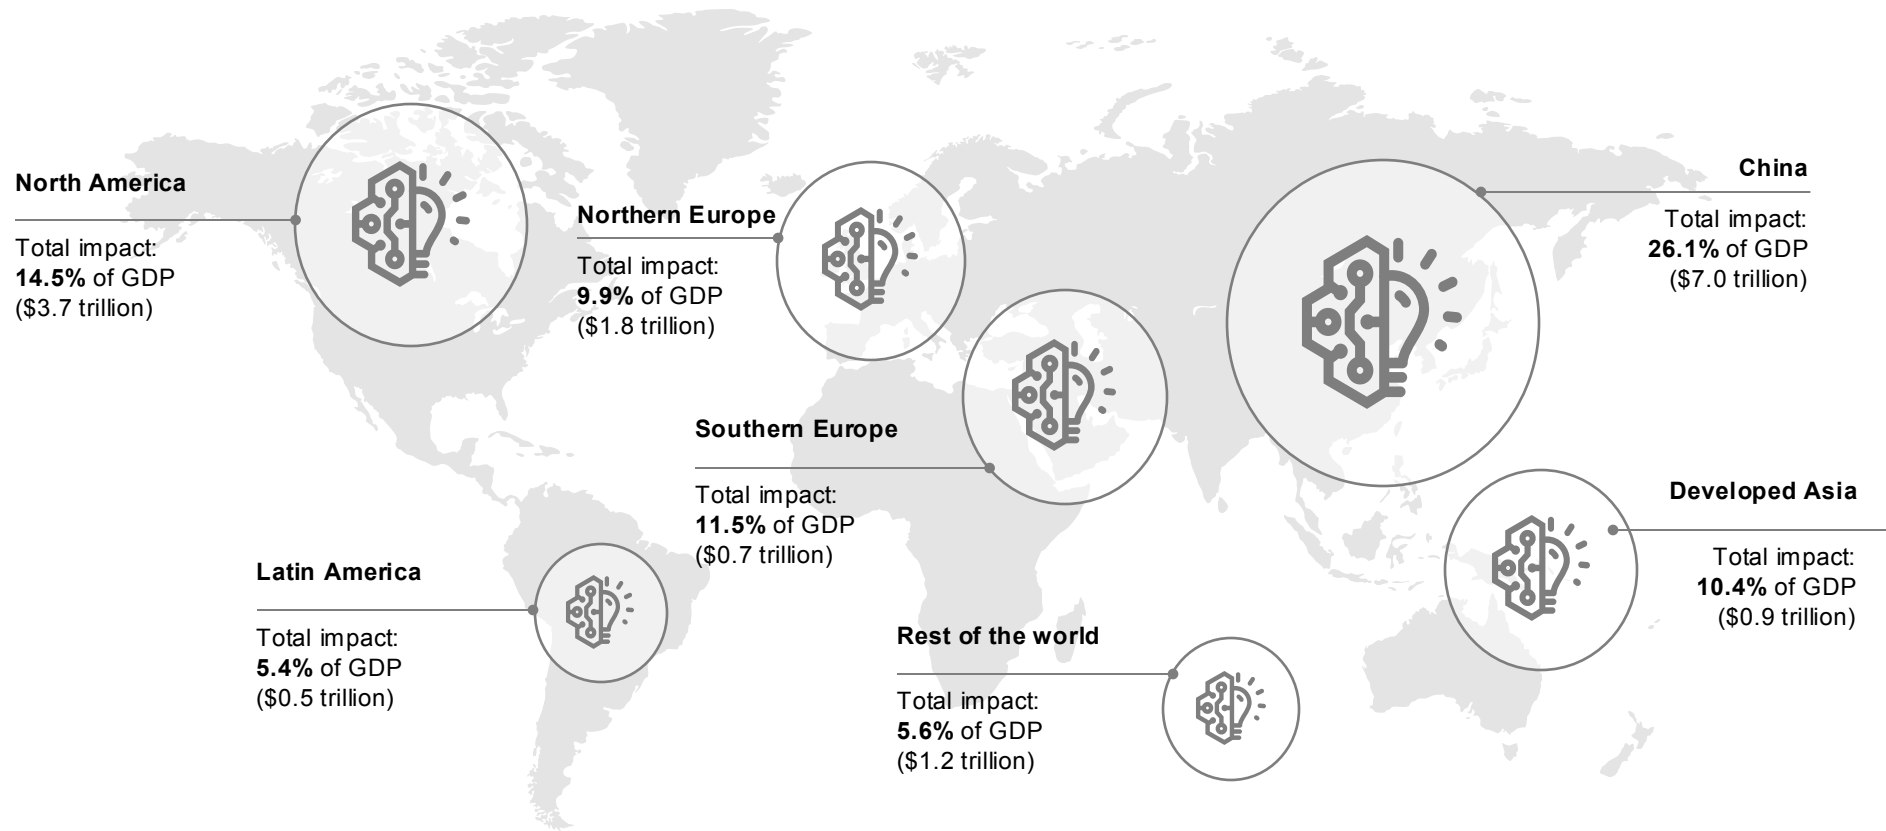 North America
Total impact:
14.5% of GDP
($3.7 trillion)
Northern Europe
Total impact:
9.9% of GDP
($1.8 trillion)
China
Total impact:
26.1% of GDP
($7.0 trillion)
Southern Europe
Total impact:
11.5% of GDP
($0.7 trillion)
Developed Asia
Total impact:
10.4% of GDP
($0.9 trillion)
Latin America
Total impact:
5.4% of GDP
($0.5 trillion)
Rest of the world
Total impact:
5.6% of GDP
($1.2 trillion)